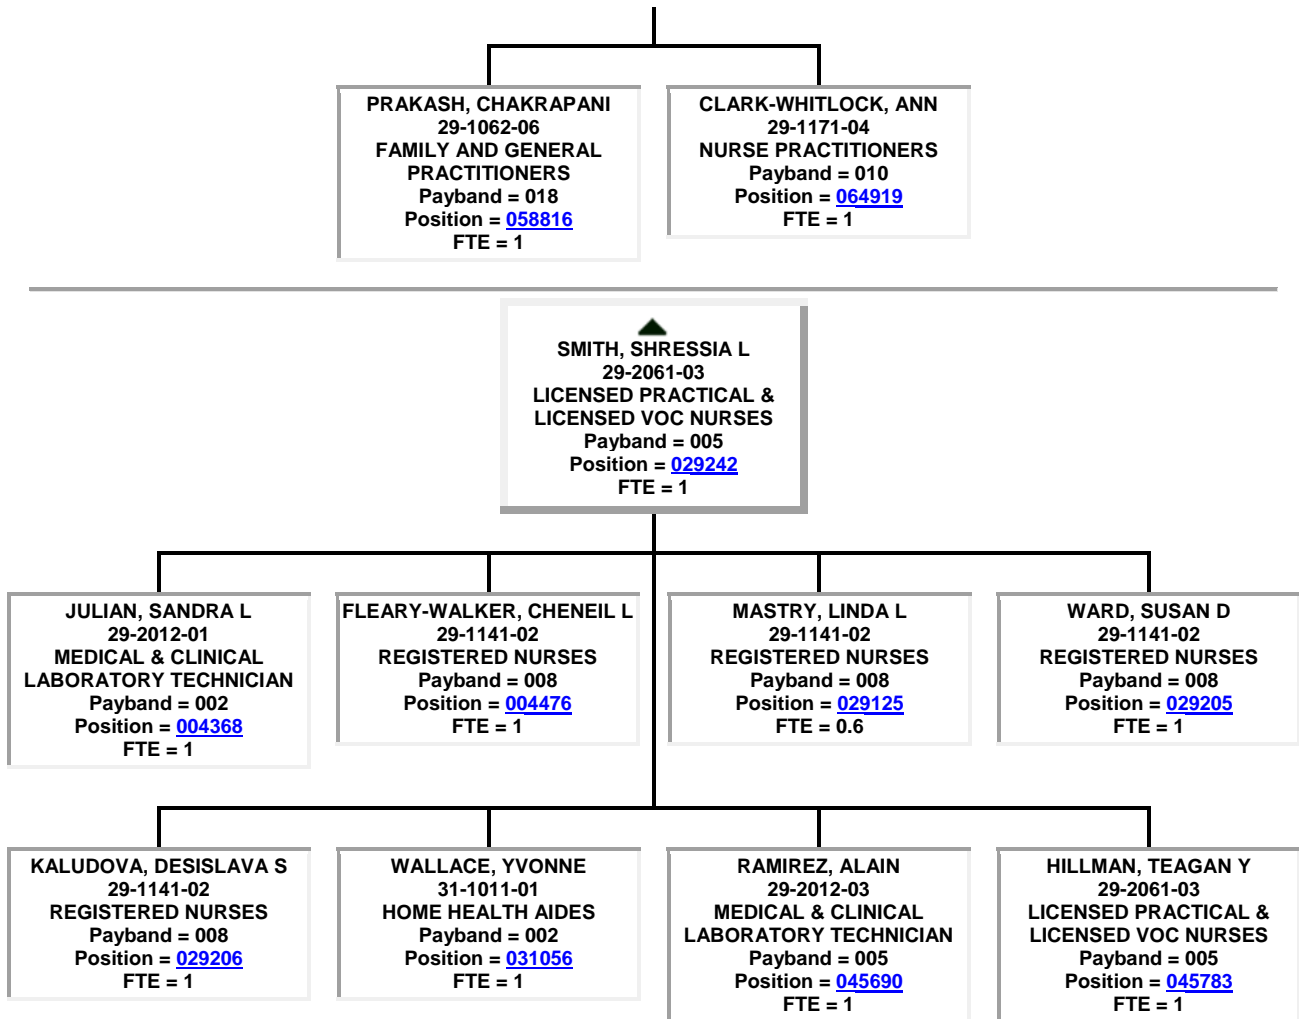 PRAKASH, CHAKRAPANI
29-1062-06
FAMILY AND GENERAL
PRACTITIONERS
Payband = 018
Position = 058816
FTE = 1
CLARK-WHITLOCK, ANN
29-1171-04
NURSE PRACTITIONERS
Payband = 010
Position = 064919
FTE = 1
SMITH, SHRESSIA L
29-2061-03
LICENSED PRACTICAL &
LICENSED VOC NURSES
Payband = 005
Position = 029242
FTE = 1
JULIAN, SANDRA L
29-2012-01
MEDICAL & CLINICAL
LABORATORY TECHNICIAN
Payband = 002
Position = 004368
FTE = 1
FLEARY-WALKER, CHENEIL L
29-1141-02
REGISTERED NURSES
Payband = 008
Position = 004476
FTE = 1
MASTRY, LINDA L
29-1141-02
REGISTERED NURSES
Payband = 008
Position = 029125
FTE = 0.6
WARD, SUSAN D
29-1141-02
REGISTERED NURSES
Payband = 008
Position = 029205
FTE = 1
KALUDOVA, DESISLAVA S
29-1141-02
REGISTERED NURSES
Payband = 008
Position = 029206
FTE = 1
WALLACE, YVONNE
31-1011-01
HOME HEALTH AIDES
Payband = 002
Position = 031056
FTE = 1
RAMIREZ, ALAIN
29-2012-03
MEDICAL & CLINICAL
LABORATORY TECHNICIAN
Payband = 005
Position = 045690
FTE = 1
HILLMAN, TEAGAN Y
29-2061-03
LICENSED PRACTICAL &
LICENSED VOC NURSES
Payband = 005
Position = 045783
FTE = 1